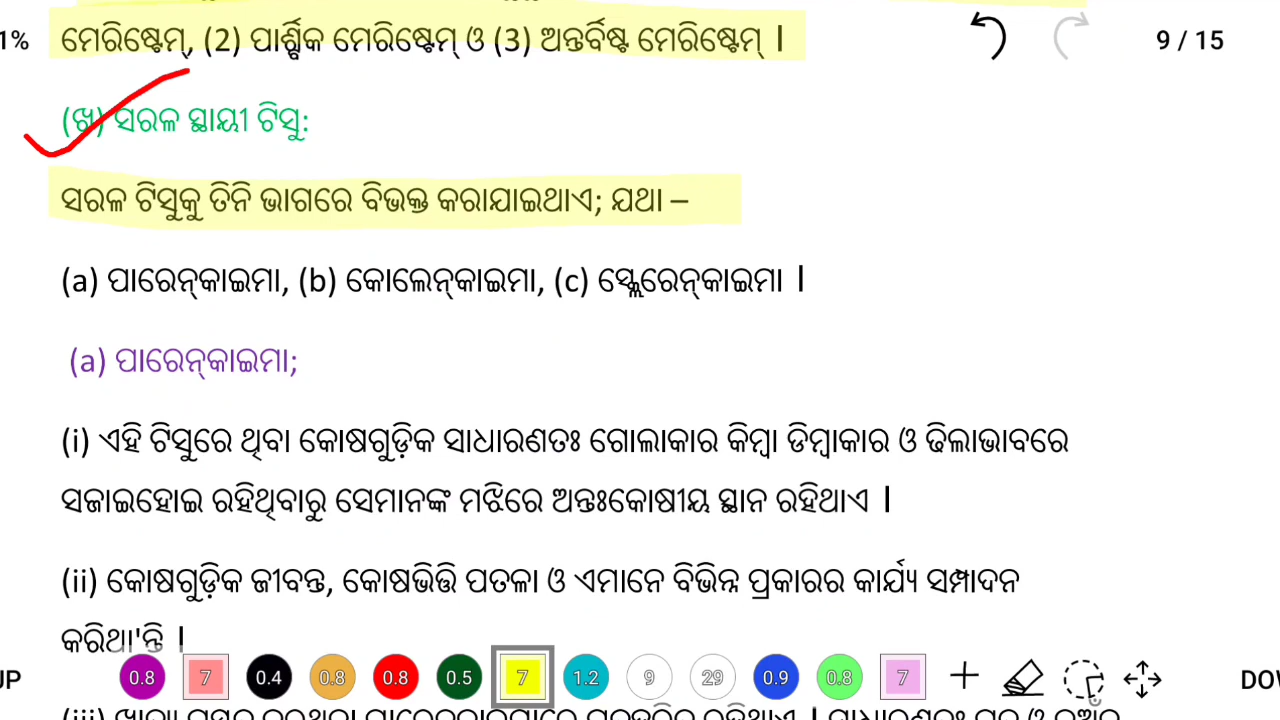 ମେରିଷ୍ଟେମ୍, (2) ପାର୍ଶ୍ଵିକ ମେରିଷ୍ଟେମ୍ ଓ (3) ଅନ୍ତର୍ବିଷ୍ଟ ମେରିଷ୍ଟେମ୍ |
1%
9 / 15
(ଖ) ସରଳ ସ୍ଥାୟୀ ଟିସୁ:
ସରଳ ଟିସୁକୁ ତିନି ଭାଗରେ ବିଭକ୍ତ କରାଯାଇଥାଏ; ଯଥା –
(a) ପାରେନ୍‌କାଇମା, (b) କୋଲେନ୍‌କାଇମା, (c) ସ୍କ୍ଲେରେନ୍‌କାଇମା |
(a) ପାରେନ୍‌କାଇମା;
(i) ଏହି ଟିସୁରେ ଥିବା କୋଷଗୁଡ଼ିକ ସାଧାରଣତଃ ଗୋଲାକାର କିମ୍ବା ଡିମ୍ବାକାର ଓ ଢିଲାଭାବରେ
ସଜାଇହୋଇ ରହିଥିବାରୁ ସେମାନଙ୍କ ମଝିରେ ଅନ୍ତଃକୋଷୀୟ ସ୍ଥାନ ରହିଥାଏ |
(ii) କୋଷଗୁଡ଼ିକ ଜୀବନ୍ତ, କୋଷଭିତ୍ତି ପତଳା ଓ ଏମାନେ ବିଭିନ୍ନ ପ୍ରକାରର କାର୍ଯ୍ୟ ସମ୍ପାଦନ
କରିଥା'ନ୍ତି |
UP 0.8 7 0.4 0.8 0.8 0.5 7 1.2 9 29 0.9 0.8 7 DO